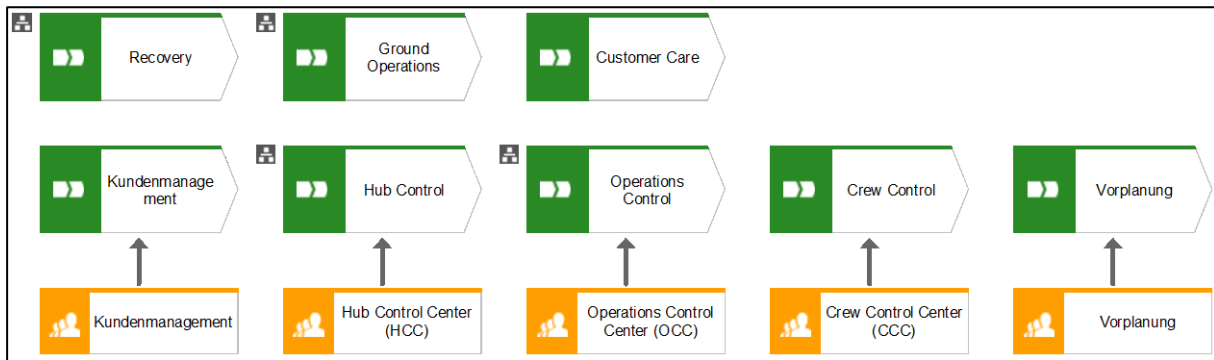 Recovery
Ground
Operations
Customer Care
Kundenmanage
ment
Hub Control
Operations
Control
Crew Control
Vorplanung
Kundenmanagement
Hub Control Center
(HCC)
Operations Control
Center (OCC)
Crew Control Center
(CCC)
Vorplanung